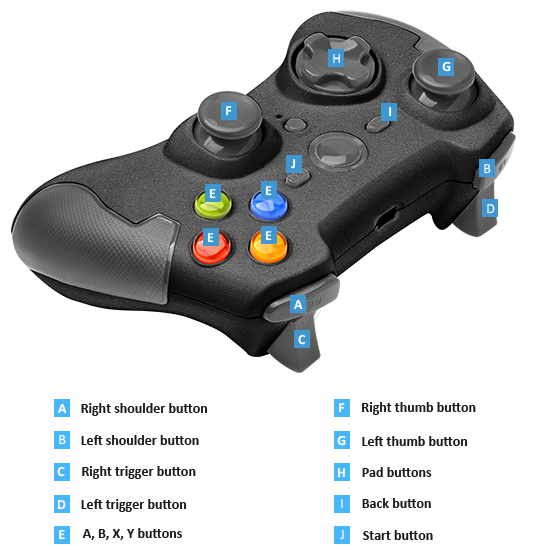 H
G
F
I
J
B
E
E
D
E
E
A
C
A Right shoulder button
B Left shoulder button
C Right trigger button
D Left trigger button
E A, B, X, Y buttons
F Right thumb button
G Left thumb button
H Pad buttons
I Back button
J Start button